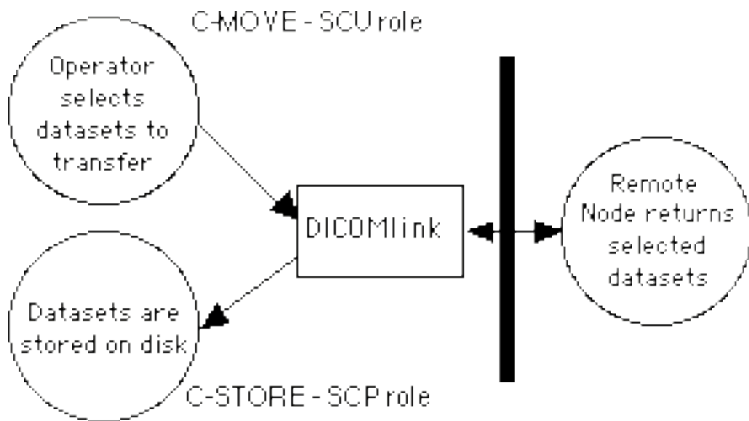 C-MOVE - SCU role
Operator
selects
datasets to
transfer
DICOMlink
Remote
Node returns
selected
datasets
Datasets are
stored on disk
C-STORE - SCP role